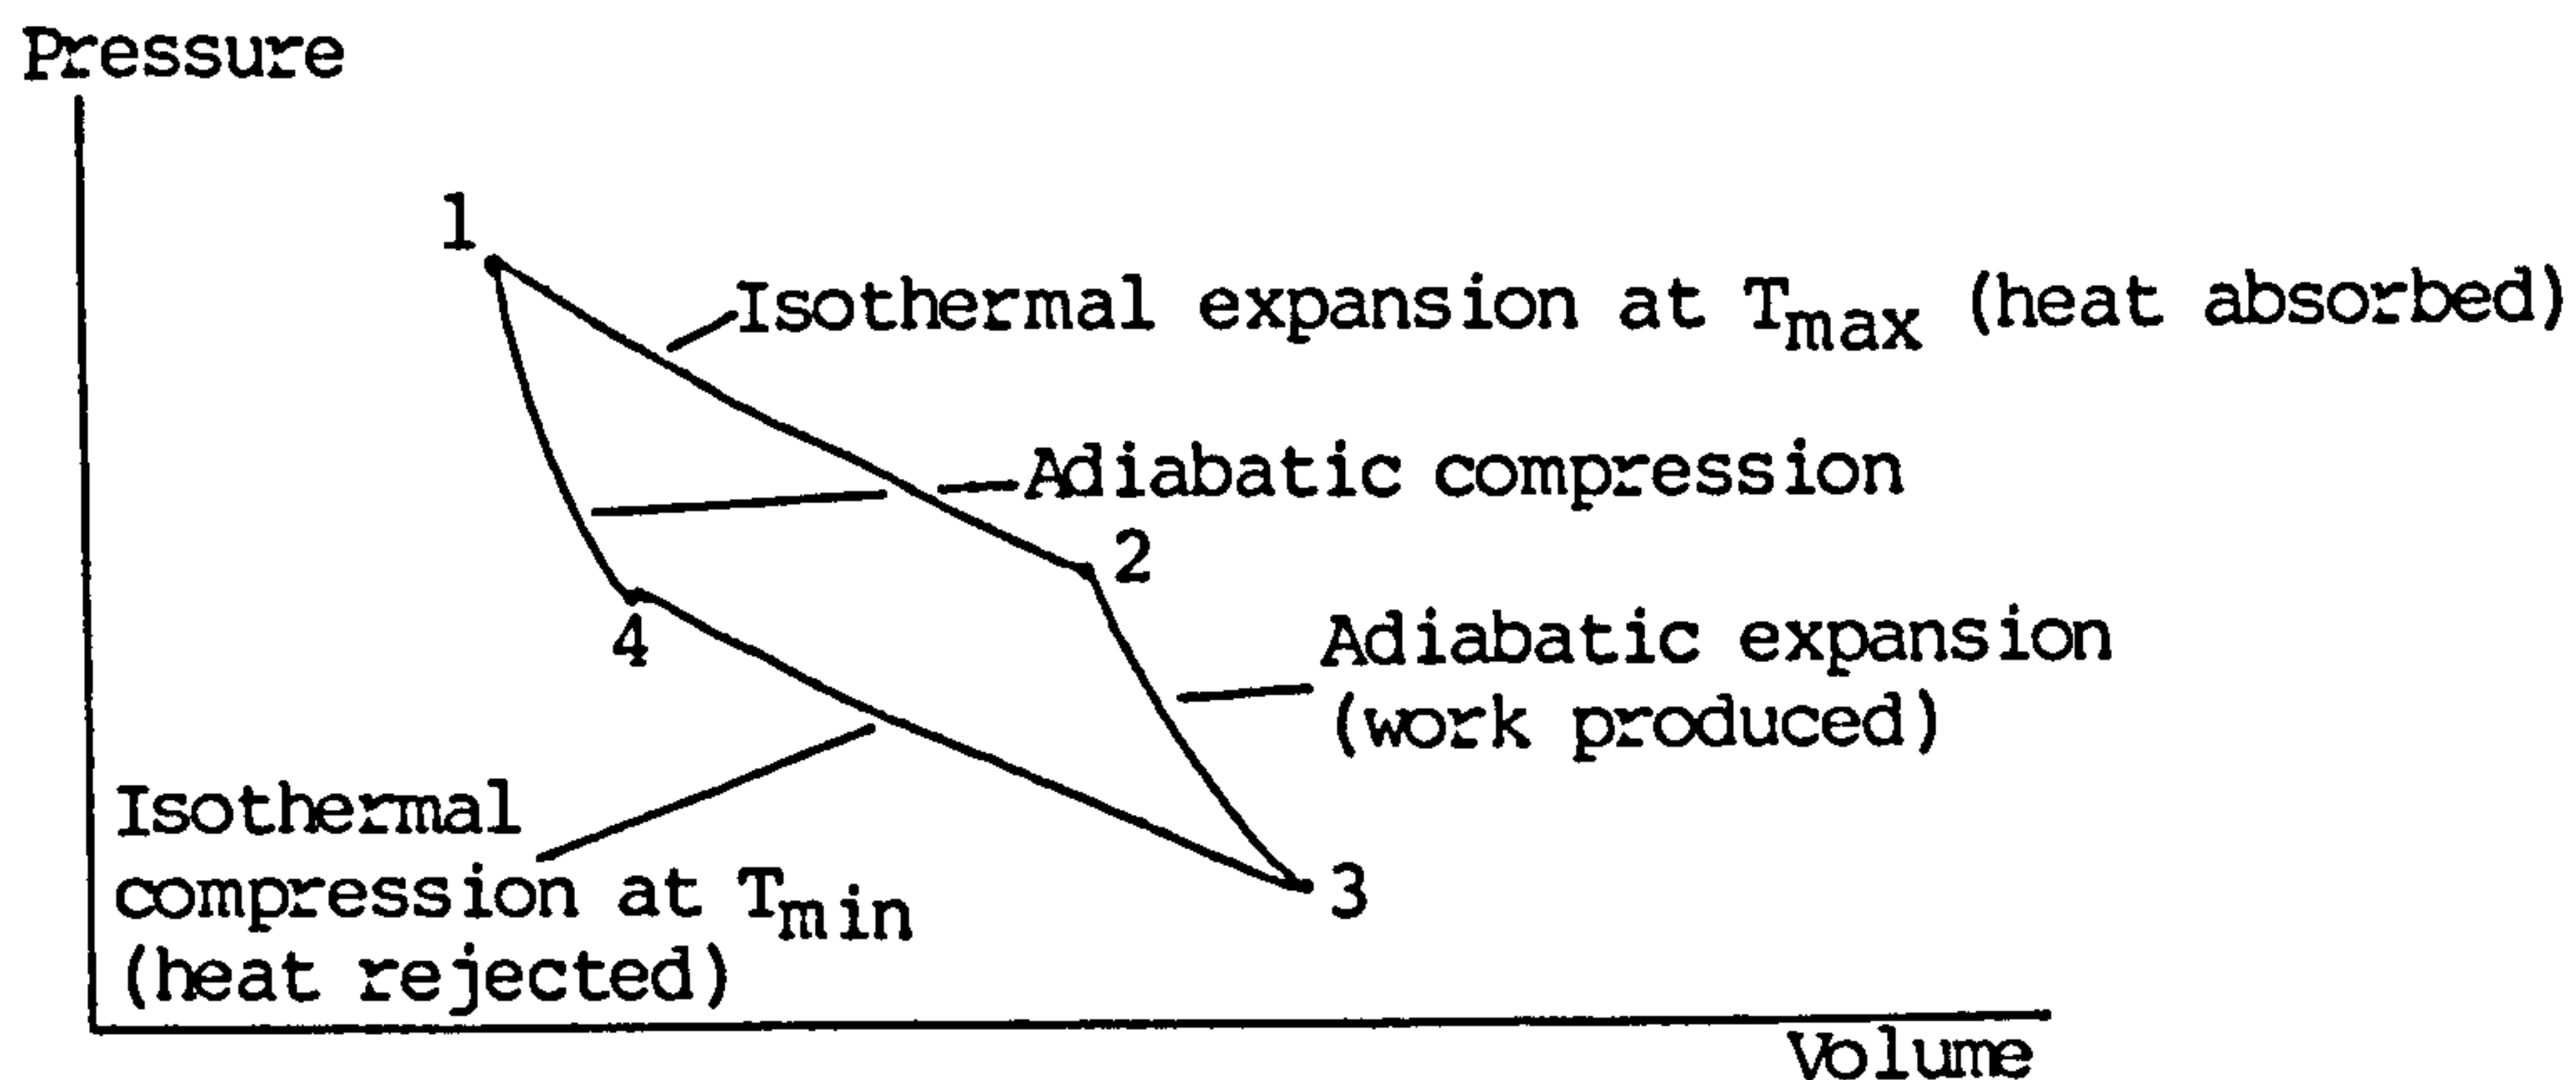 Pressure
1
Isothermal expansion at Tmax (heat absorbed)
Adiabatic compression
2
4
Adiabatic expansion
(work produced)
Isothermal
compression at Tmin
(heat rejected)
3
Volume